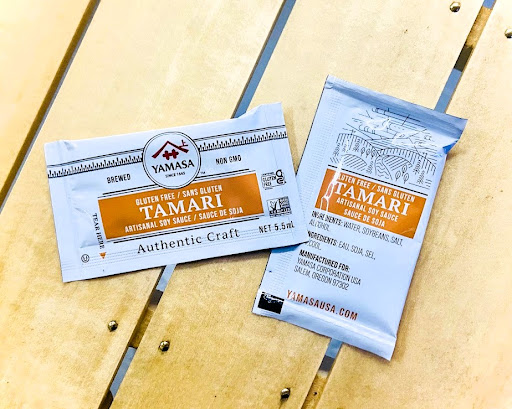 YAMASA
SINCE 1645
BREWED
NON GMO
GLUTEN FREE / SANS GLUTEN
TAMARI
ARTISANAL SOY SAUCE / SAUCE DE SOJA
Authentic Craft
NET 5.5mL
TEAR HERE
U
GLUTEN FREE / SANS GLUTEN
TAMARI
ARTISANAL SOY SAUCE
SAUCE DE SOJA
INGREDIENTS: WATER, SOYBEANS, SALT,
ALCOHOL.
INGRÉDIENTS: EAU, SOJA, SEL,
ALCOOL.
MANUFACTURED FOR:
YAMASA CORPORATION USA
SALEM, OREGON 97302
YAMASAUSA.COM